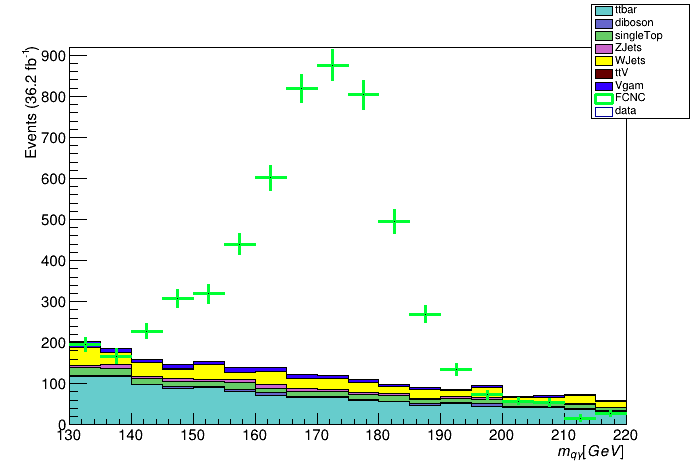 ttbar
diboson
singleTop
ZJets
WJets
ttV
Vgam
FCNC
data
Events (36.2 fb⁻¹)
900
800
700
600
500
400
300
200
100
0
130 140 150 160 170 180 190 200 210 220
m_qγ[GeV]